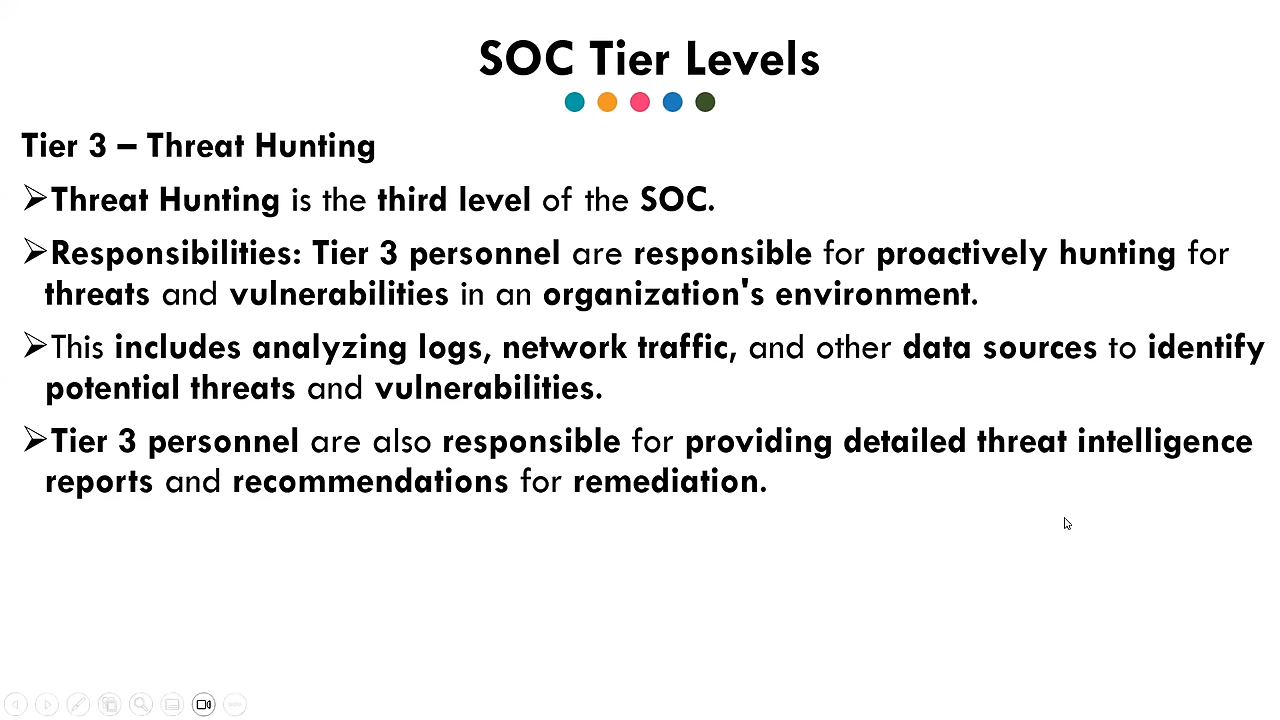 SOC Tier Levels
Tier 3 – Threat Hunting
➢Threat Hunting is the third level of the SOC.
➢Responsibilities: Tier 3 personnel are responsible for proactively hunting for
threats and vulnerabilities in an organization's environment.
➢This includes analyzing logs, network traffic, and other data sources to identify
potential threats and vulnerabilities.
➢Tier 3 personnel are also responsible for providing detailed threat intelligence
reports and recommendations for remediation.